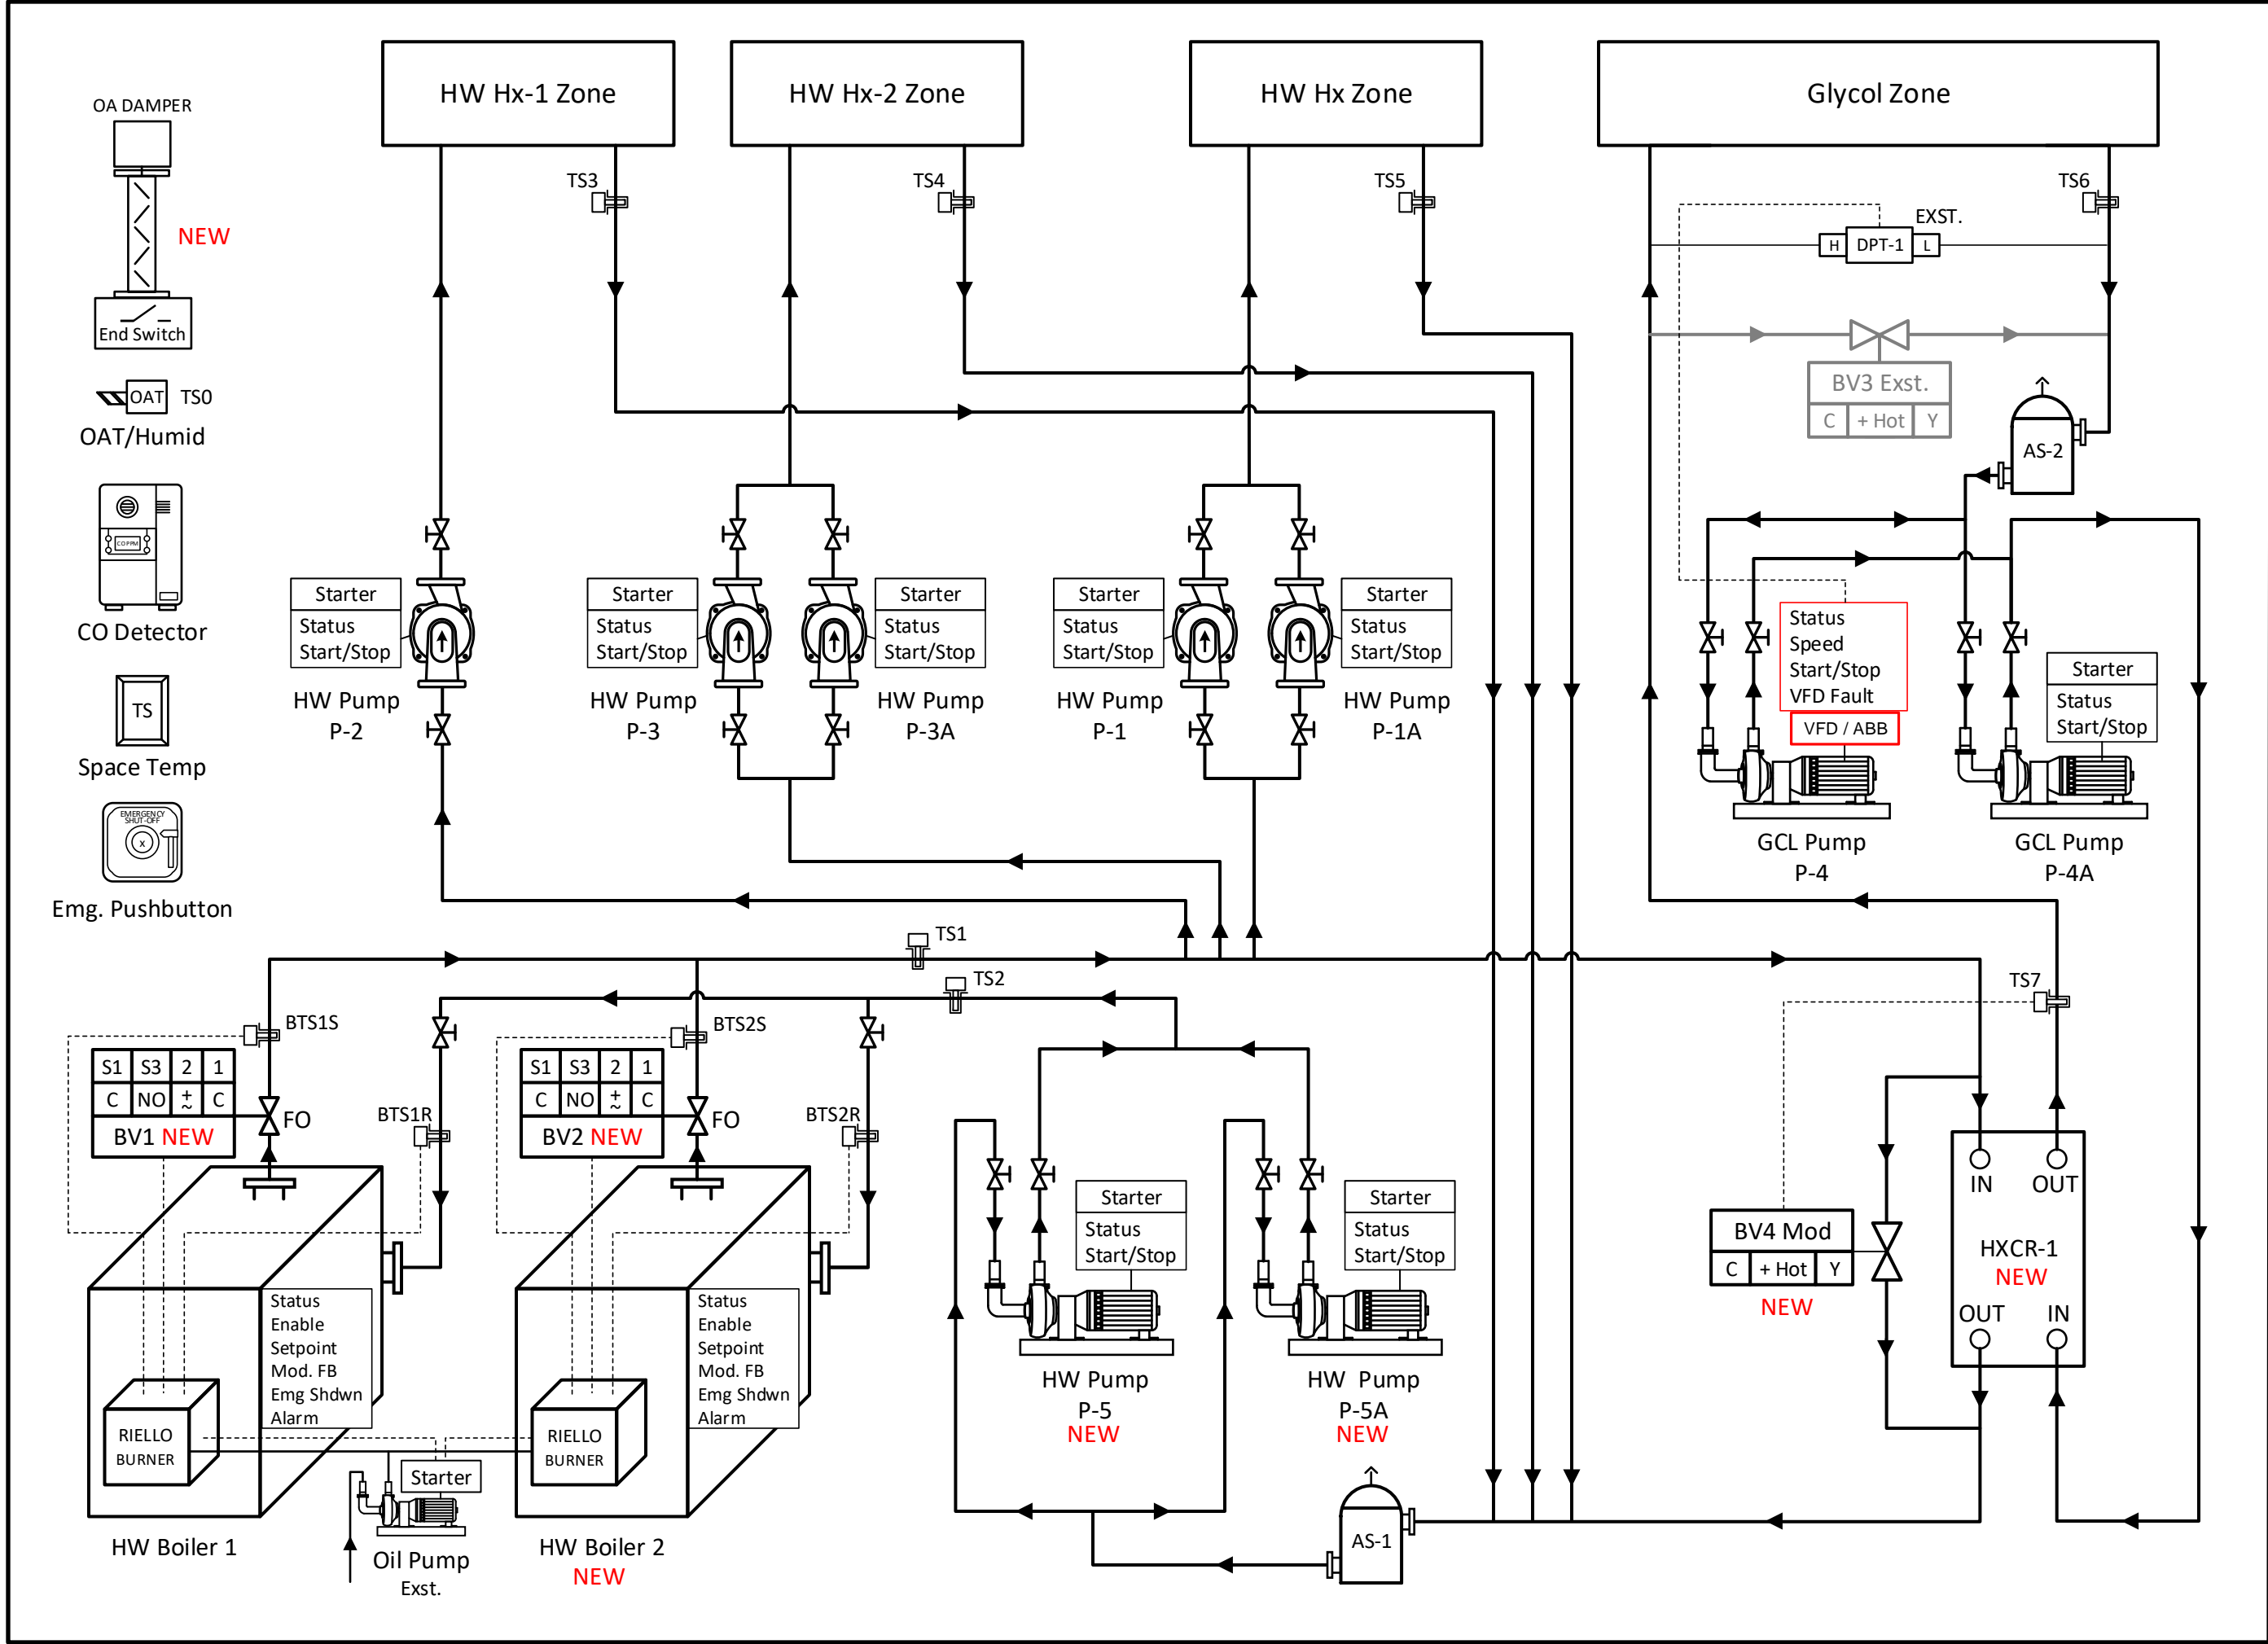 HW Hx-1 Zone
HW Hx-2 Zone
HW Hx Zone
Glycol Zone
OA DAMPER
NEW
End Switch
OAT
TS0
OAT/Humid
CO PPM
CO Detector
TS
Space Temp
EMERGENCY
SHUT-OFF
X
Emg. Pushbutton
TS3
TS4
TS5
TS6
EXST.
H
DPT-1
L
BV3 Exst.
C
+ Hot
Y
AS-2
Starter
Status
Start/Stop
HW Pump
P-2
Starter
Status
Start/Stop
HW Pump
P-3
Starter
Status
Start/Stop
HW Pump
P-3A
Starter
Status
Start/Stop
HW Pump
P-1
Starter
Status
Start/Stop
HW Pump
P-1A
Status
Speed
Start/Stop
VFD Fault
VFD / ABB
GCL Pump
P-4
Starter
Status
Start/Stop
GCL Pump
P-4A
TS1
TS2
TS7
BTS1S
S1 S3 2 1
C NO ± ~ C
BV1 NEW
FO
BTS1R
BTS2S
S1 S3 2 1
C NO ± ~ C
BV2 NEW
FO
BTS2R
Status
Enable
Setpoint
Mod. FB
Emg Shdwn
Alarm
RIELLO
BURNER
HW Boiler 1
Starter
Oil Pump
Exst.
Status
Enable
Setpoint
Mod. FB
Emg Shdwn
Alarm
RIELLO
BURNER
HW Boiler 2
NEW
Starter
Status
Start/Stop
HW Pump
P-5
NEW
Starter
Status
Start/Stop
HW Pump
P-5A
NEW
AS-1
BV4 Mod
C
+ Hot
Y
NEW
IN
OUT
HXCR-1
NEW
OUT
IN